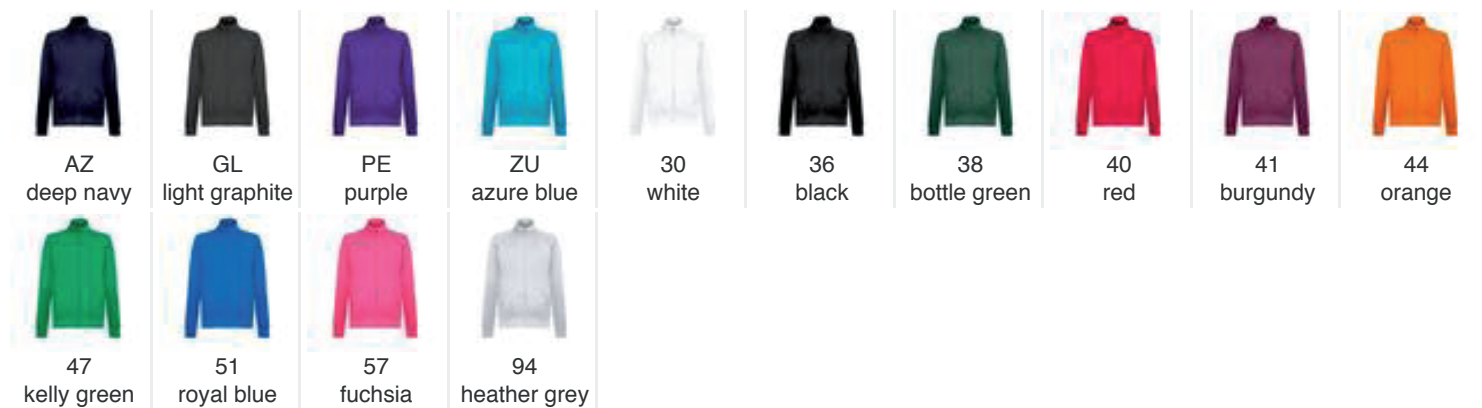 AZ
deep navy
GL
light graphite
PE
purple
ZU
azure blue
30
white
36
black
38
bottle green
40
red
41
burgundy
44
orange
47
kelly green
51
royal blue
57
fuchsia
94
heather grey